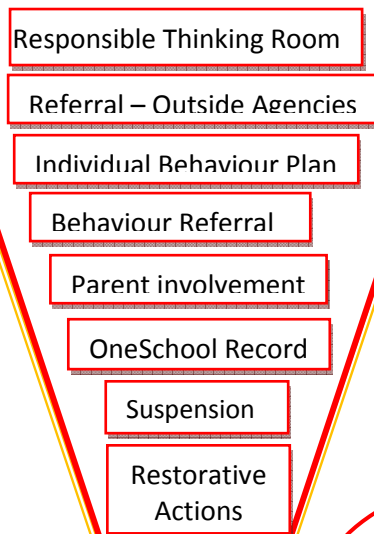 Responsible Thinking Room
Referral – Outside Agencies
Individual Behaviour Plan
Behaviour Referral
Parent involvement
OneSchool Record
Suspension
Restorative
Actions